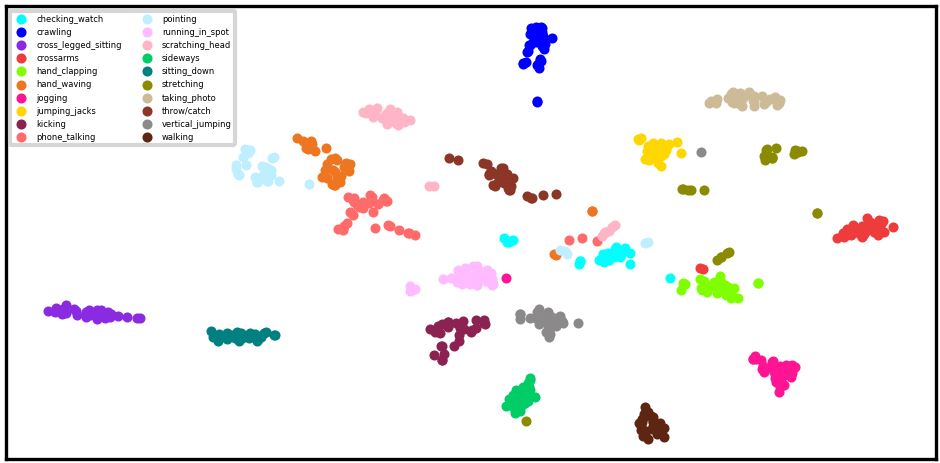 checking_watch
crawling
cross_legged_sitting
crossarms
hand_clapping
hand_waving
jogging
jumping_jacks
kicking
phone_talking
pointing
running_in_spot
scratching_head
sideways
sitting_down
stretching
taking_photo
throw/catch
vertical_jumping
walking